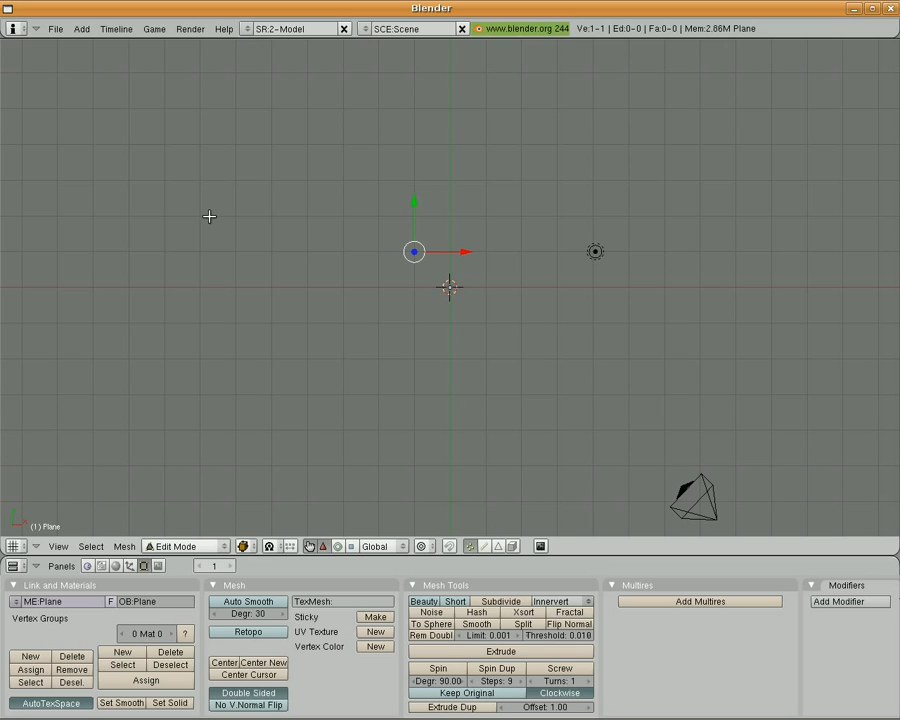 Blender
File Add Timeline Game Render Help SR:2-Model SCE:Scene www.blender.org 244 Ve:1-1 | Ed:0-0 | Fa:0-0 | Mem:2.86M Plane
(1) Plane
View Select Mesh Edit Mode Global
Panels 1
Link and Materials Mesh Mesh Tools Multires Modifiers
ME:Plane F OB:Plane Auto Smooth TexMesh: Beauty Short Subdivide Innervert Add Multires Add Modifier
Degr: 30 Noise Hash Xsort Fractal
Vertex Groups Sticky Make To Sphere Smooth Split Flip Normal
0 Mat 0 ? Retopo UV Texture New Rem Doubl Limit: 0.001 Threshold: 0.010
Vertex Color New Extrude
New Delete New Delete Center Center New Spin Spin Dup Screw
Assign Remove Select Deselect Center Cursor Degr: 90.00 Steps: 9 Turns: 1
Select Desel. Assign Double Sided Keep Original Clockwise
AutoTexSpace Set Smooth Set Solid No V.Normal Flip Extrude Dup Offset: 1.00